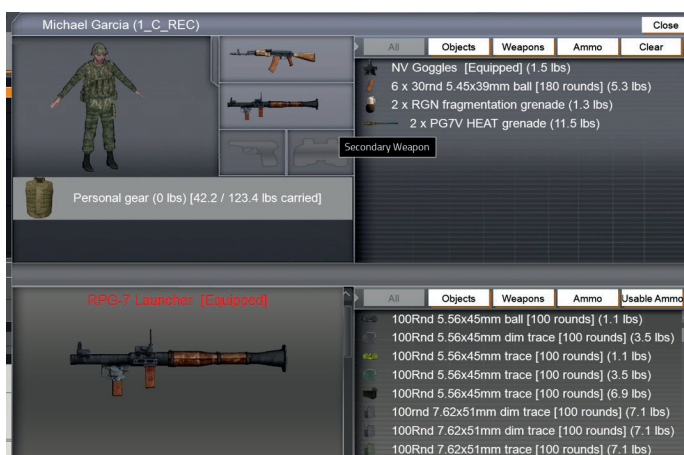 Michael Garcia (1_C_REC)
Close
All Objects Weapons Ammo Clear
NV Goggles [Equipped] (1.5 lbs)
6 x 30rnd 5.45x39mm ball [180 rounds] (5.3 lbs)
2 x RGN fragmentation grenade (1.3 lbs)
2 x PG7V HEAT grenade (11.5 lbs)
Secondary Weapon
Personal gear (0 lbs) [42.2 / 123.4 lbs carried]
RPG-7 Launcher [Equipped]
All Objects Weapons Ammo Usable Ammo
100Rnd 5.56x45mm ball [100 rounds] (1.1 lbs)
100Rnd 5.56x45mm dim trace [100 rounds] (3.5 lbs)
100Rnd 5.56x45mm trace [100 rounds] (1.1 lbs)
100Rnd 5.56x45mm trace [100 rounds] (3.5 lbs)
100Rnd 5.56x45mm trace [100 rounds] (6.9 lbs)
100rnd 7.62x51mm dim trace [100 rounds] (7.1 lbs)
100Rnd 7.62x51mm dim trace [100 rounds] (7.1 lbs)
100Rnd 7.62x51mm trace [100 rounds] (7.1 lbs)